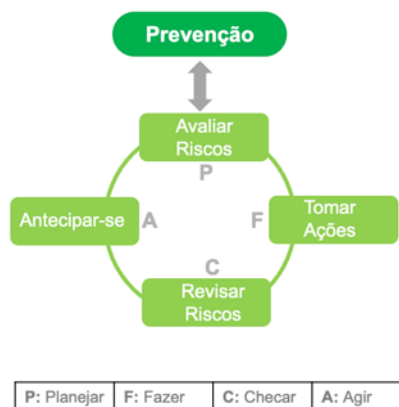 Prevenção
Avaliar
Riscos
P
Antecipar-se
A
F
Tomar
Ações
C
Revisar
Riscos
P: Planejar
F: Fazer
C: Checar
A: Agir